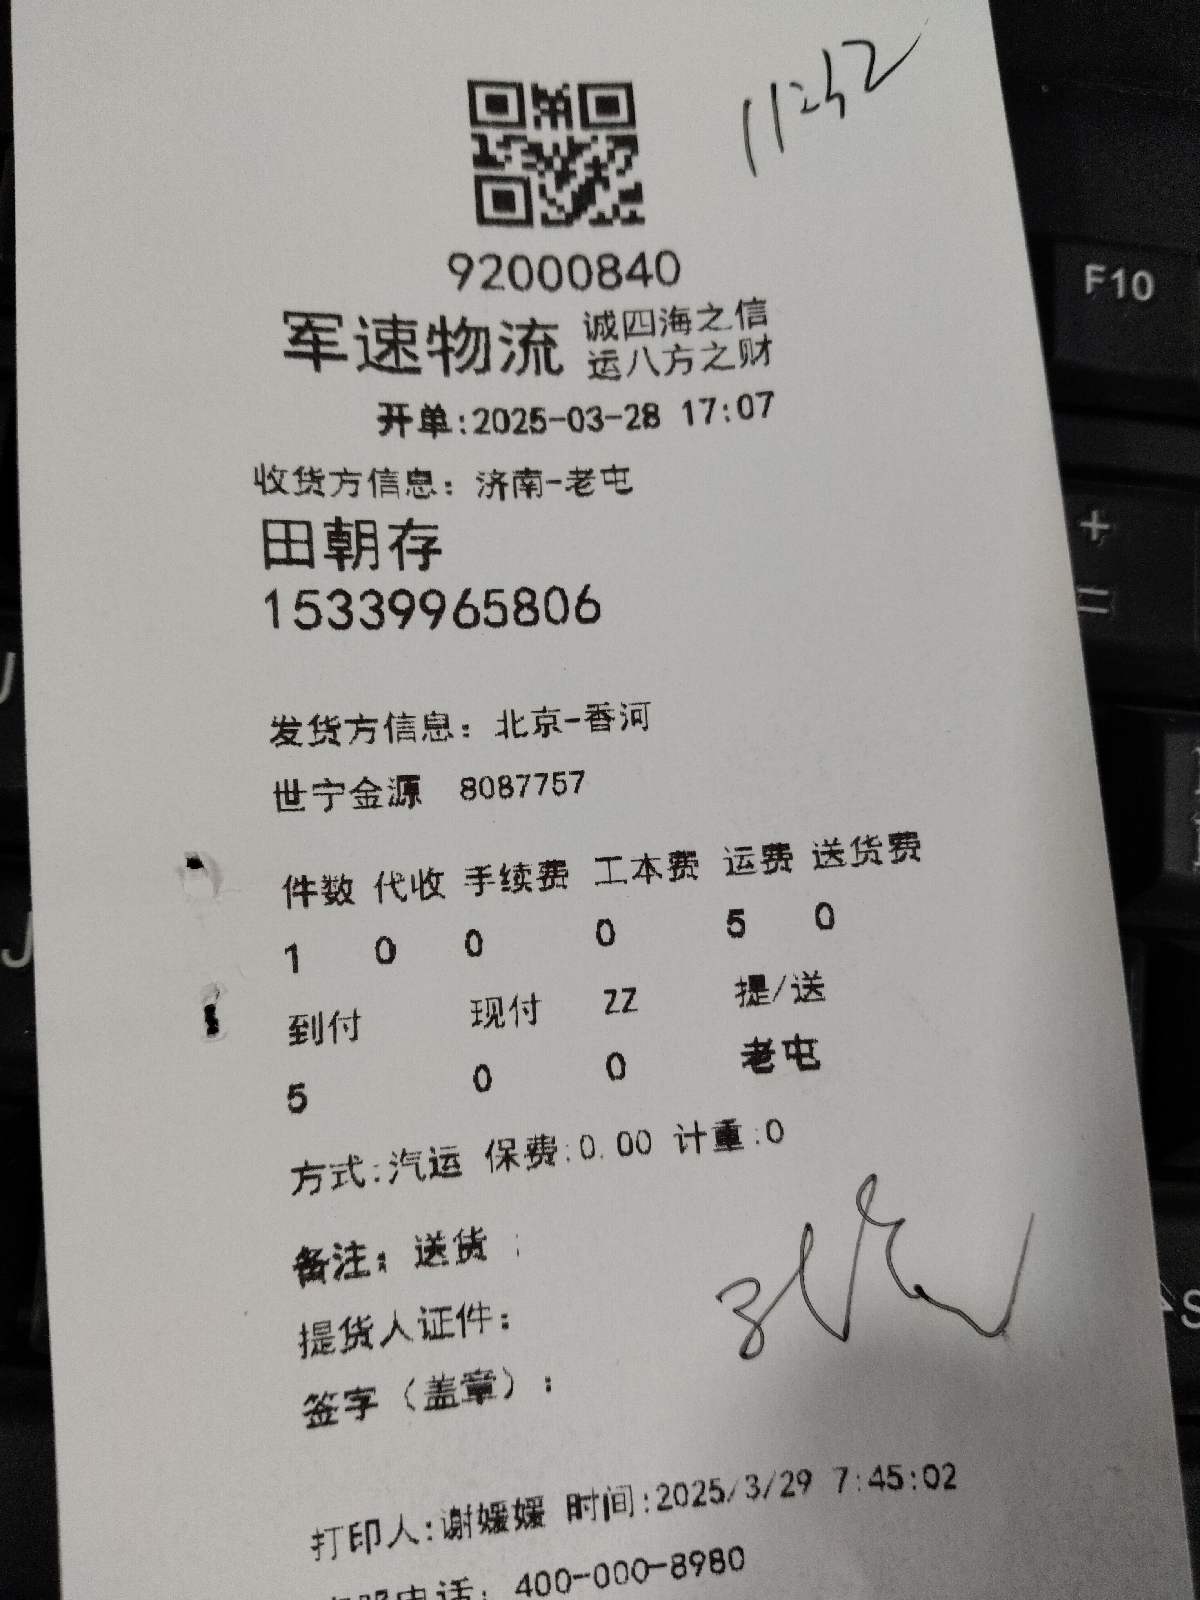 11:52
92000840
军速物流 诚四海之信
运八方之财
开单:2025-03-28 17:07
收货方信息：济南-老屯
田朝存
15339965806
发货方信息：北京-香河
世宁金源 8087757
件数 代收 手续费 工本费 运费 送货费
1 0 0 0 5 0
到付 现付 ZZ 提/送
5 0 0 老屯
方式:汽运 保费:0.00 计重:0
备注：送货 ;
提货人证件：
签字（盖章）：
打印人:谢媛媛 时间:2025/3/29 7:45:02
电话：400-000-8980
F10
+
=
J
S